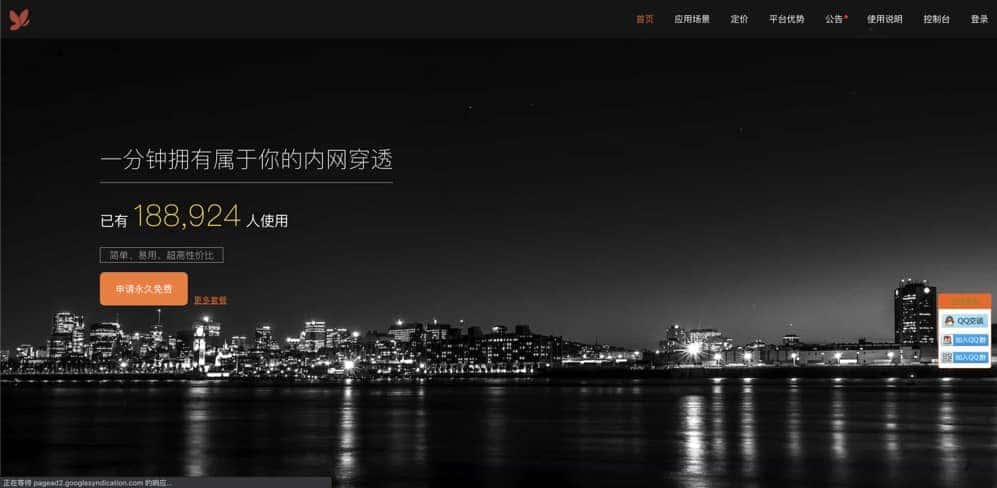 首页 应用场景 定价 平台优势 公告 使用说明 控制台 登录
一分钟拥有属于你的内网穿透
已有 188,924 人使用
简单、易用、超高性价比
申请永久免费 更多套餐
QQ交谈
加入QQ群
加入QQ群
正在等待 pagead2.googlesyndication.com 的响应...